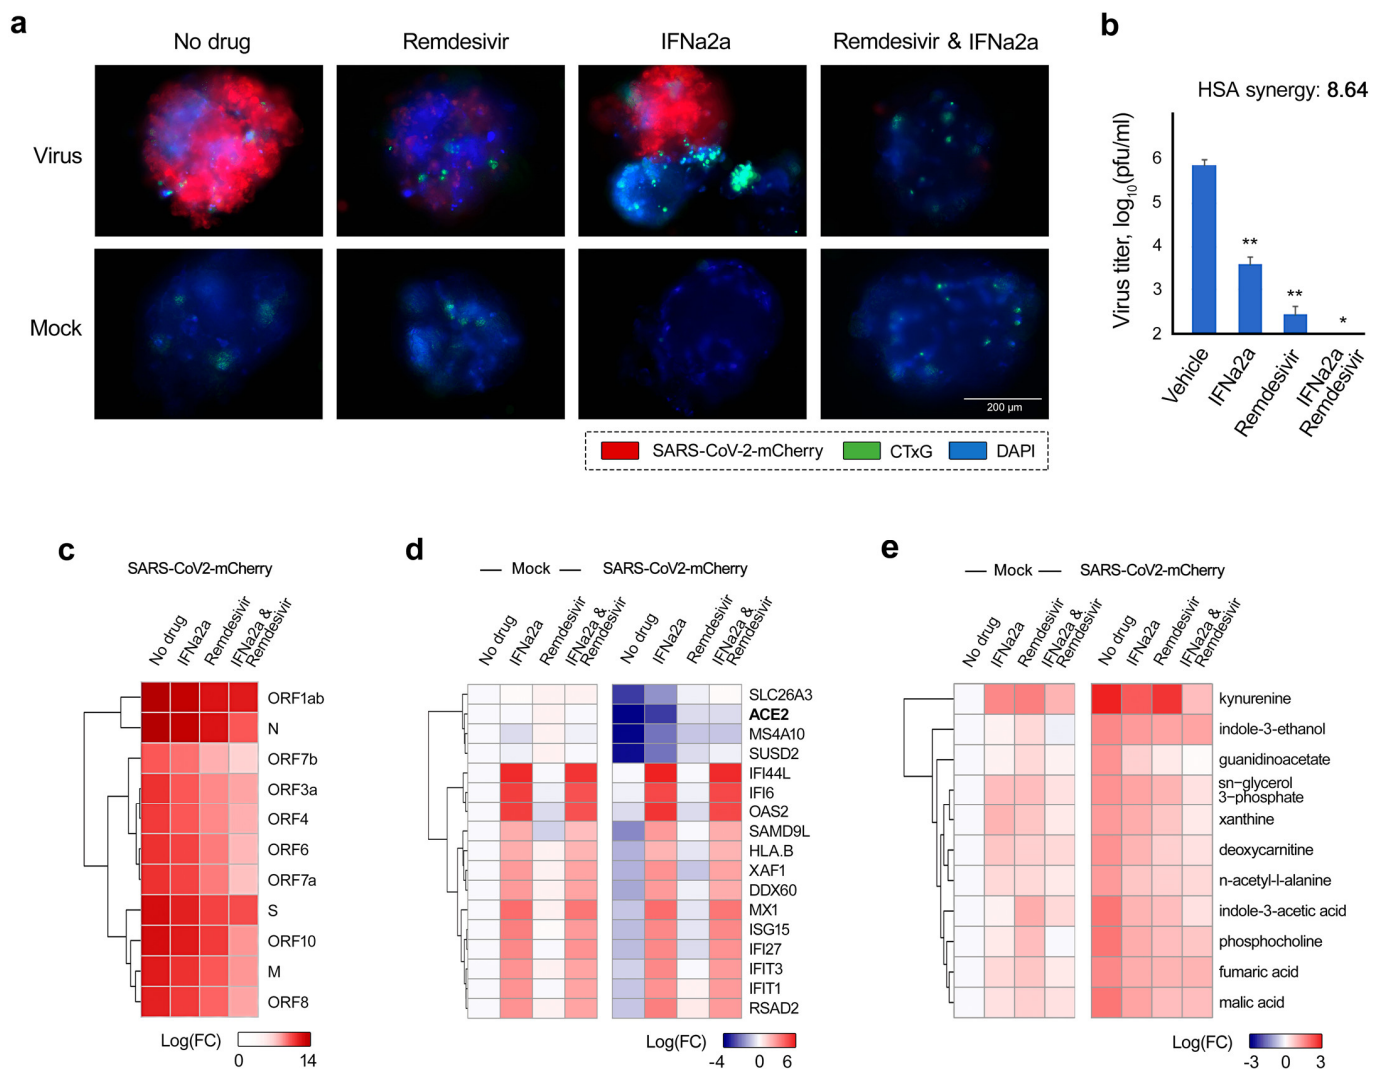 a
No drug
Remdesivir
IFNa2a
Remdesivir & IFNa2a
Virus
Mock
200 µm
SARS-CoV-2-mCherry
CTxG
DAPI
b
HSA synergy: 8.64
Virus titer, log10(pfu/ml)
6
5
4
3
2
**
**
*
Vehicle
IFNa2a
Remdesivir
IFNa2a
Remdesivir
c
SARS-CoV2-mCherry
No drug
IFNa2a
Remdesivir
IFNa2a &
Remdesivir
ORF1ab
N
ORF7b
ORF3a
ORF4
ORF6
ORF7a
S
ORF10
M
ORF8
Log(FC)
0
14
d
Mock
SARS-CoV2-mCherry
No drug
IFNa2a
Remdesivir
IFNa2a &
Remdesivir
No drug
IFNa2a
Remdesivir
IFNa2a &
Remdesivir
SLC26A3
ACE2
MS4A10
SUSD2
IFI44L
IFI6
OAS2
SAMD9L
HLA.B
XAF1
DDX60
MX1
ISG15
IFI27
IFIT3
IFIT1
RSAD2
Log(FC)
-4
0
6
e
Mock
SARS-CoV2-mCherry
No drug
IFNa2a
Remdesivir
IFNa2a &
Remdesivir
No drug
IFNa2a
Remdesivir
IFNa2a &
Remdesivir
kynurenine
indole-3-ethanol
guanidinoacetate
sn−glycerol
3−phosphate
xanthine
deoxycarnitine
n-acetyl-l-alanine
indole-3-acetic acid
phosphocholine
fumaric acid
malic acid
Log(FC)
-3
0
3